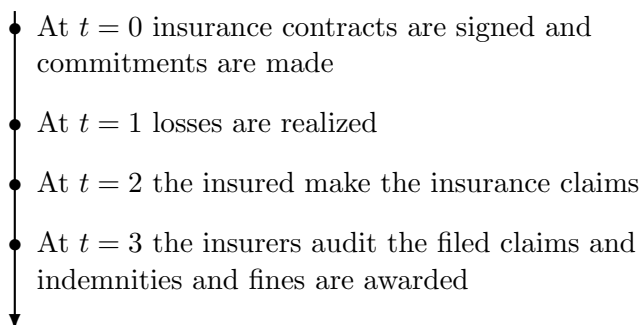 At t = 0 insurance contracts are signed and
commitments are made
At t = 1 losses are realized
At t = 2 the insured make the insurance claims
At t = 3 the insurers audit the filed claims and
indemnities and fines are awarded